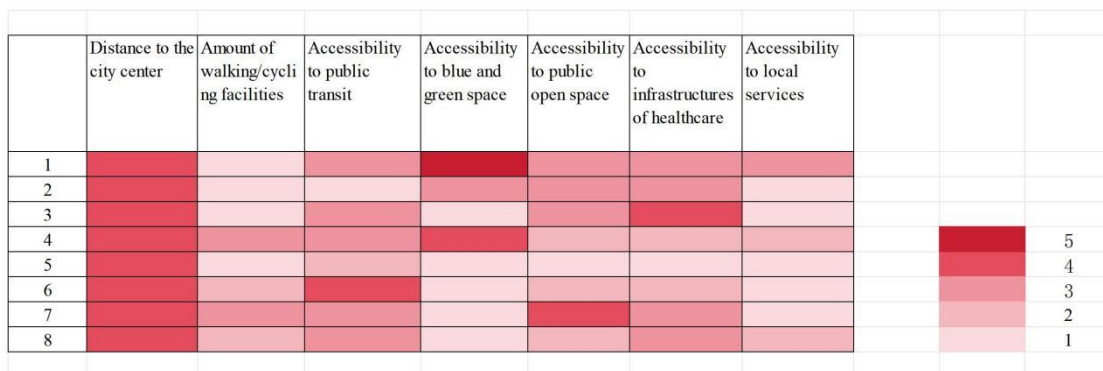 Distance to the
city center
Amount of
walking/cycli
ng facilities
Accessibility
to public
transit
Accessibility
to blue and
green space
Accessibility
to public
open space
Accessibility
to
infrastructures
of healthcare
Accessibility
to local
services
1
2
3
4
5
6
7
8
5
4
3
2
1